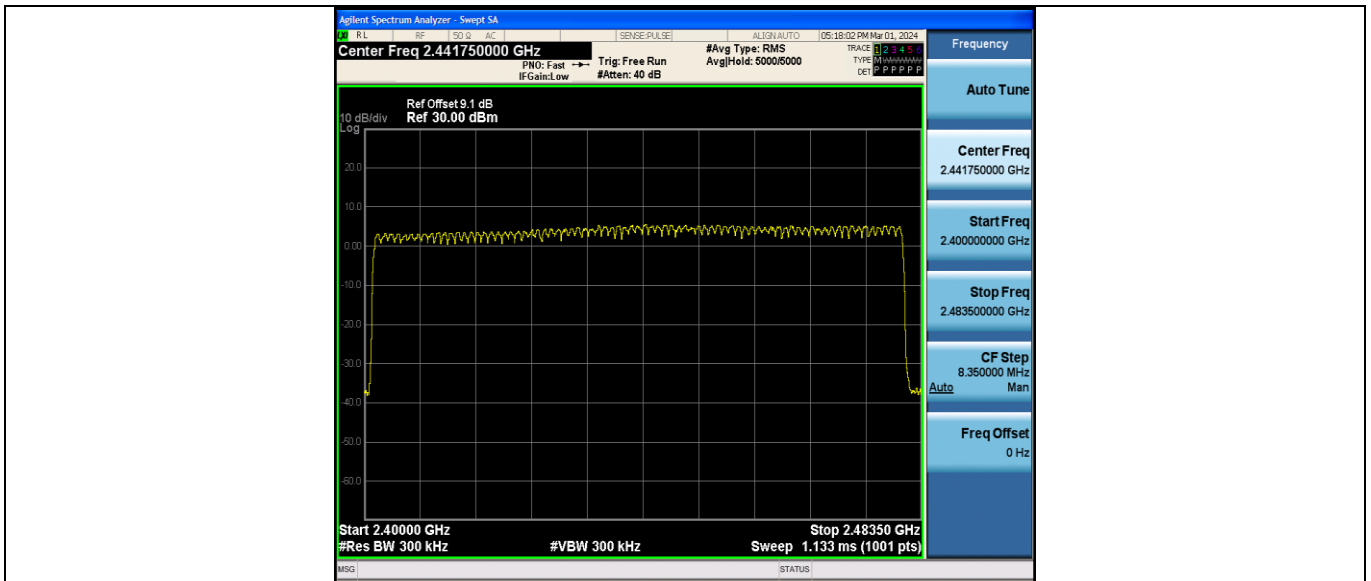 Agilent Spectrum Analyzer - Swept SA
RL RF 50 Ω AC SENSE:PULSE ALIGNAUTO 05:18:02 PM Mar 01, 2024
Center Freq 2.441750000 GHz
PNO: Fast
IFGain:Low
Trig: Free Run
#Atten: 40 dB
#Avg Type: RMS
Avg|Hold: 5000/5000
TRACE 1 2 3 4 5 6
TYPE M
DET P P P P P P
Frequency
Auto Tune
Center Freq
2.441750000 GHz
Start Freq
2.400000000 GHz
Stop Freq
2.483500000 GHz
CF Step
8.350000 MHz
Auto Man
Freq Offset
0 Hz
Ref Offset 9.1 dB
10 dB/div Ref 30.00 dBm
Log
20.0
10.0
0.00
-10.0
-20.0
-30.0
-40.0
-50.0
-60.0
Start 2.40000 GHz Stop 2.48350 GHz
#Res BW 300 kHz #VBW 300 kHz Sweep 1.133 ms (1001 pts)
MSG STATUS